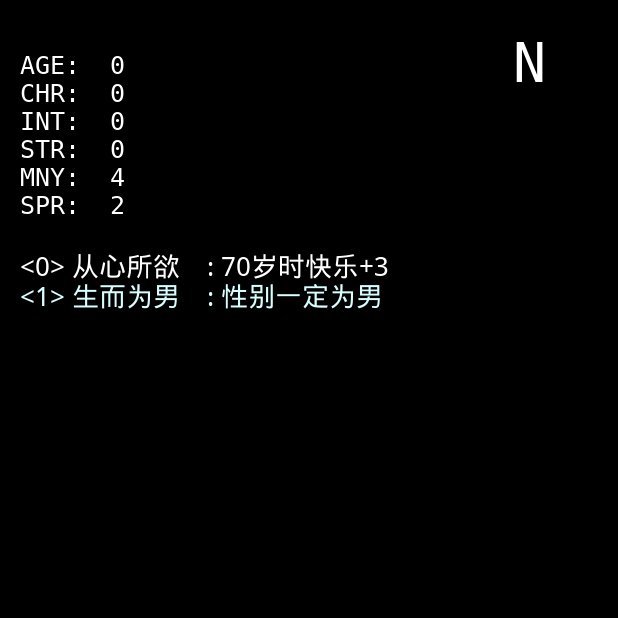 N
AGE: 0
CHR: 0
INT: 0
STR: 0
MNY: 4
SPR: 2
<0> 从心所欲 : 70岁时快乐+3
<1> 生而为男 : 性别一定为男